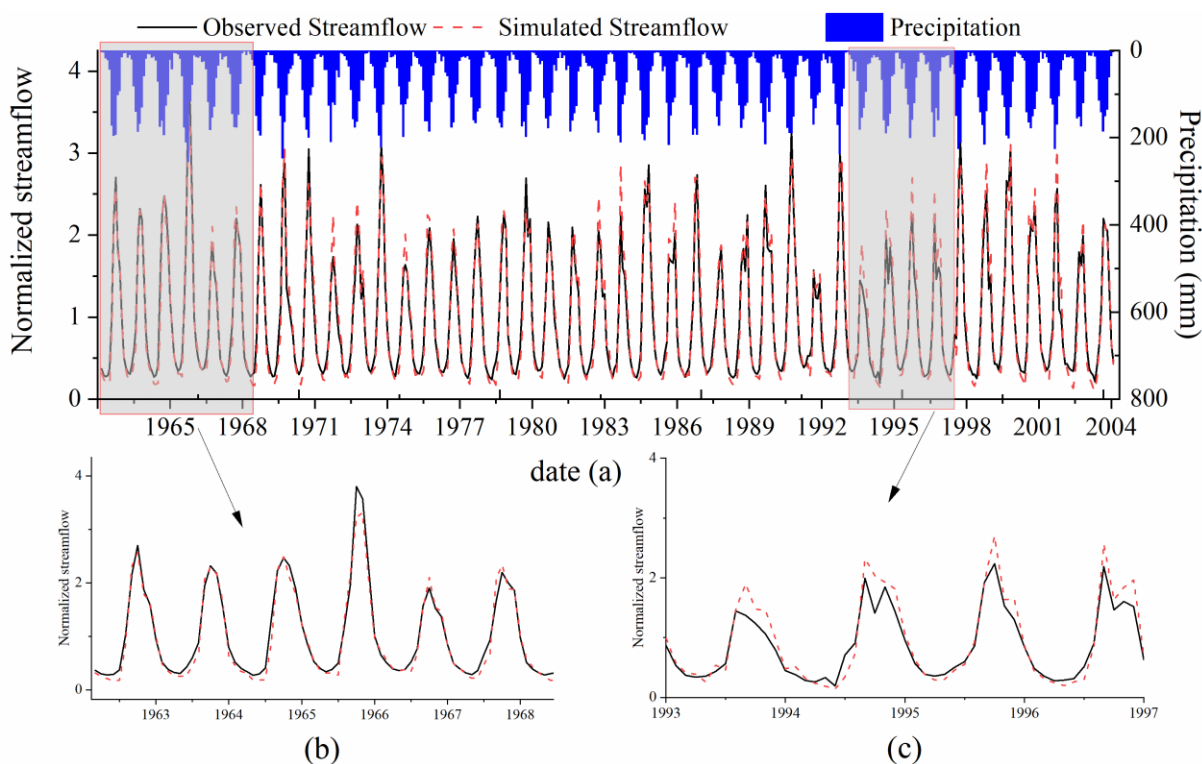 Observed Streamflow Simulated Streamflow Precipitation
Normalized streamflow
4
3
2
1
0
0
200
400
600
800
Precipitation (mm)
1965 1968 1971 1974 1977 1980 1983 1986 1989 1992 1995 1998 2001 2004
date (a)
Normalized streamflow
4
2
0
1963 1964 1965 1966 1967 1968
(b)
Normalized streamflow
4
2
0
1993 1994 1995 1996 1997
(c)